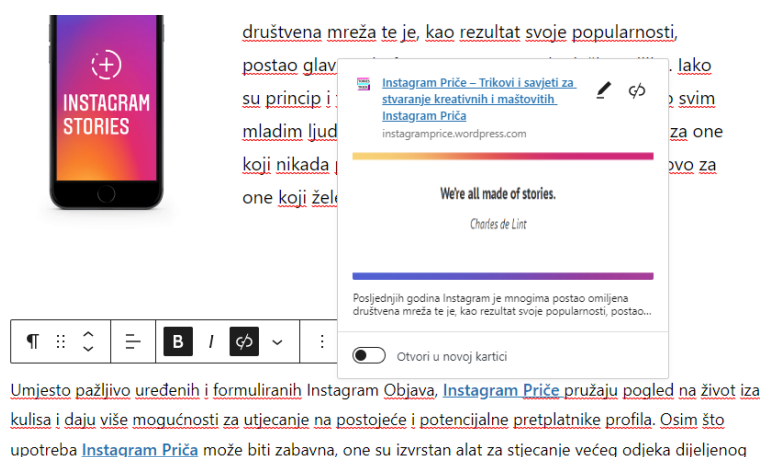 društvena mreža te je, kao rezultat svoje popularnosti,
postao glav
. Iako
su princip i
svim
mladim ljud
za one
koji nikada
ovo za
one koji žele
INSTAGRAM
STORIES
Instagram Priče – Trikovi i savjeti za
stvaranje kreativnih i maštovitih
Instagram Priča
instagramprice.wordpress.com
We're all made of stories.
Charles de Lint
Posljednjih godina Instagram je mnogima postao omiljena
društvena mreža te je, kao rezultat svoje popularnosti, postao...
Otvori u novoj kartici
B I
Umjesto pažljivo uređenih i formuliranih Instagram Objava, Instagram Priče pružaju pogled na život iza
kulisa i daju više mogućnosti za utjecanje na postojeće i potencijalne pretplatnike profila. Osim što
upotreba Instagram Priča može biti zabavna, one su izvrstan alat za stjecanje većeg odjeka dijeljenog